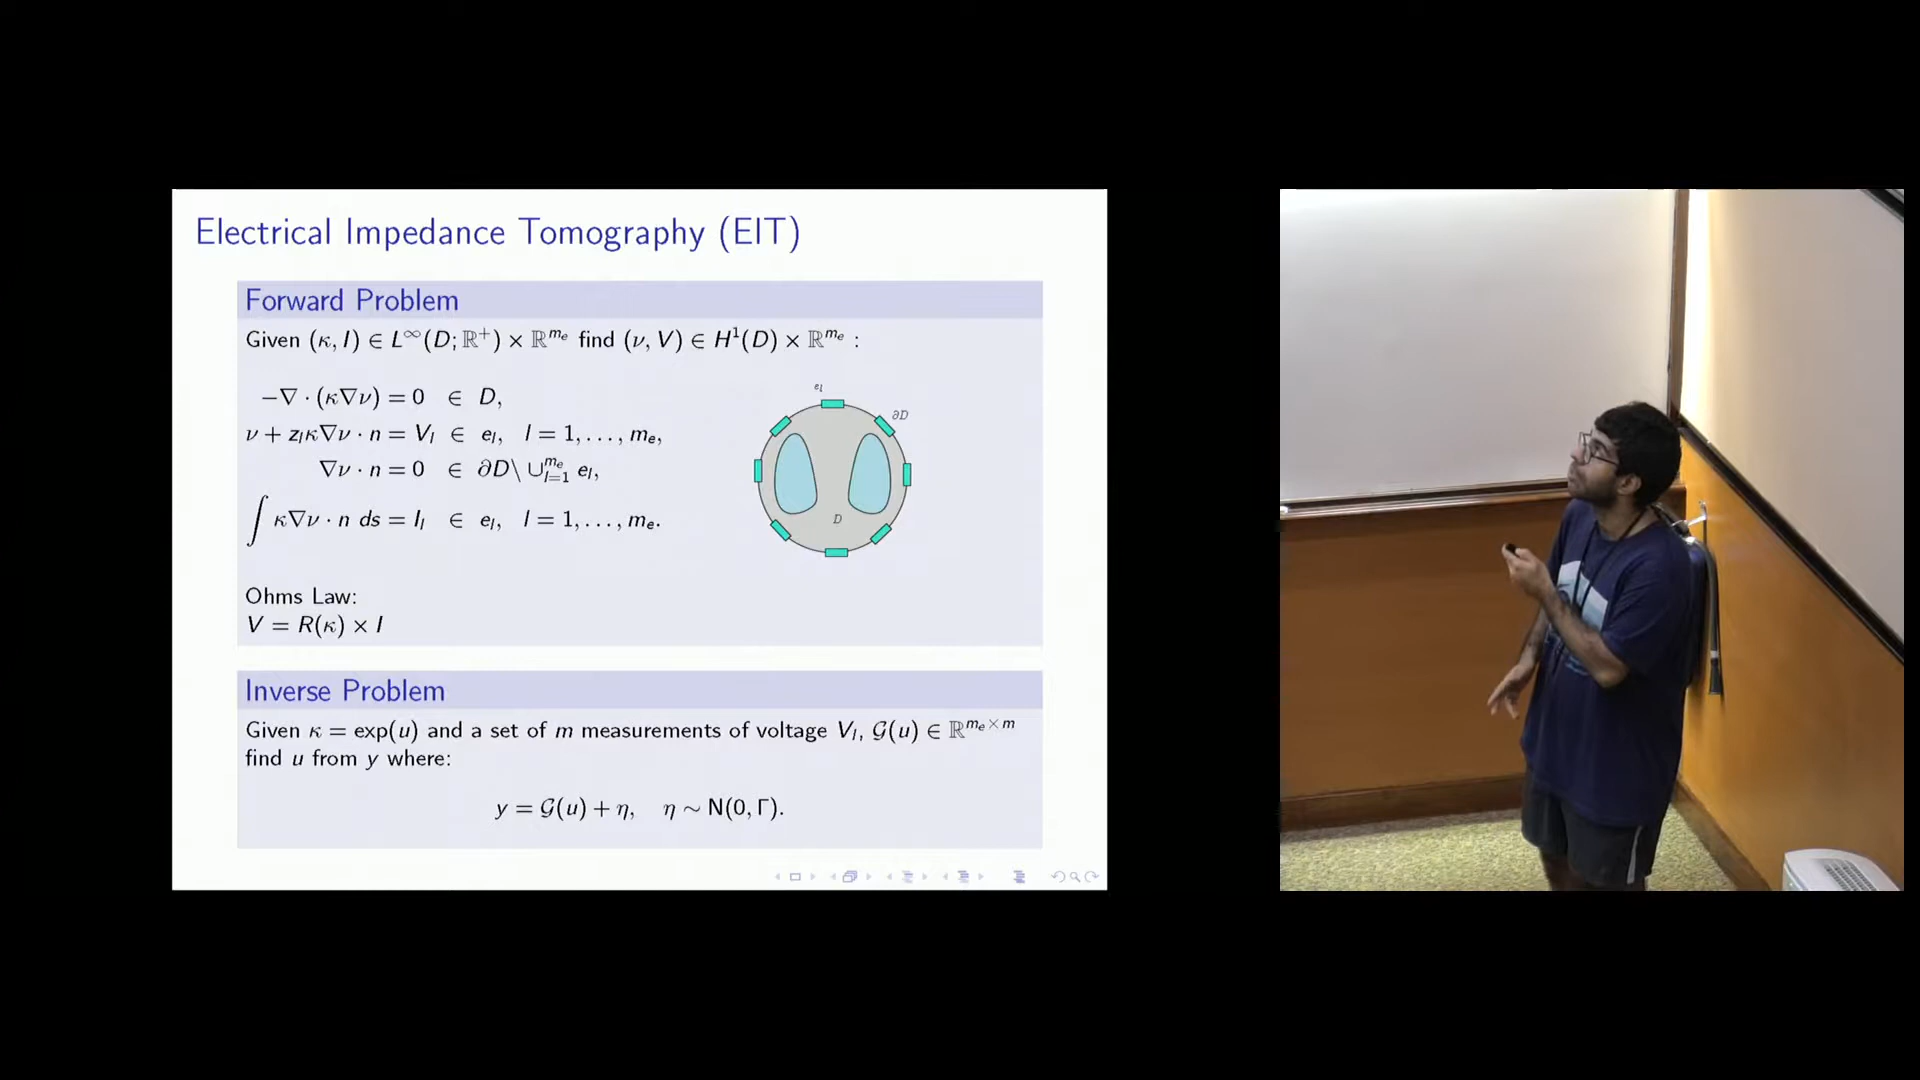 Electrical Impedance Tomography (EIT)
Forward Problem
Given (κ, I) ∈ L^∞(D; ℝ⁺) × ℝ^{m_e} find (ν, V) ∈ H¹(D) × ℝ^{m_e} :
−∇ · (κ∇ν) = 0 ∈ D,
ν + z_l κ∇ν · n = V_l ∈ e_l, l = 1, . . . , m_e,
∇ν · n = 0 ∈ ∂D\ ∪_{l=1}^{m_e} e_l,
∫ κ∇ν · n ds = I_l ∈ e_l, l = 1, . . . , m_e.
e_l
∂D
D
Ohms Law:
V = R(κ) × I
Inverse Problem
Given κ = exp(u) and a set of m measurements of voltage V_l, 𝒢(u) ∈ ℝ^{m_e×m}
find u from y where:
y = 𝒢(u) + η, η ∼ N(0, Γ).